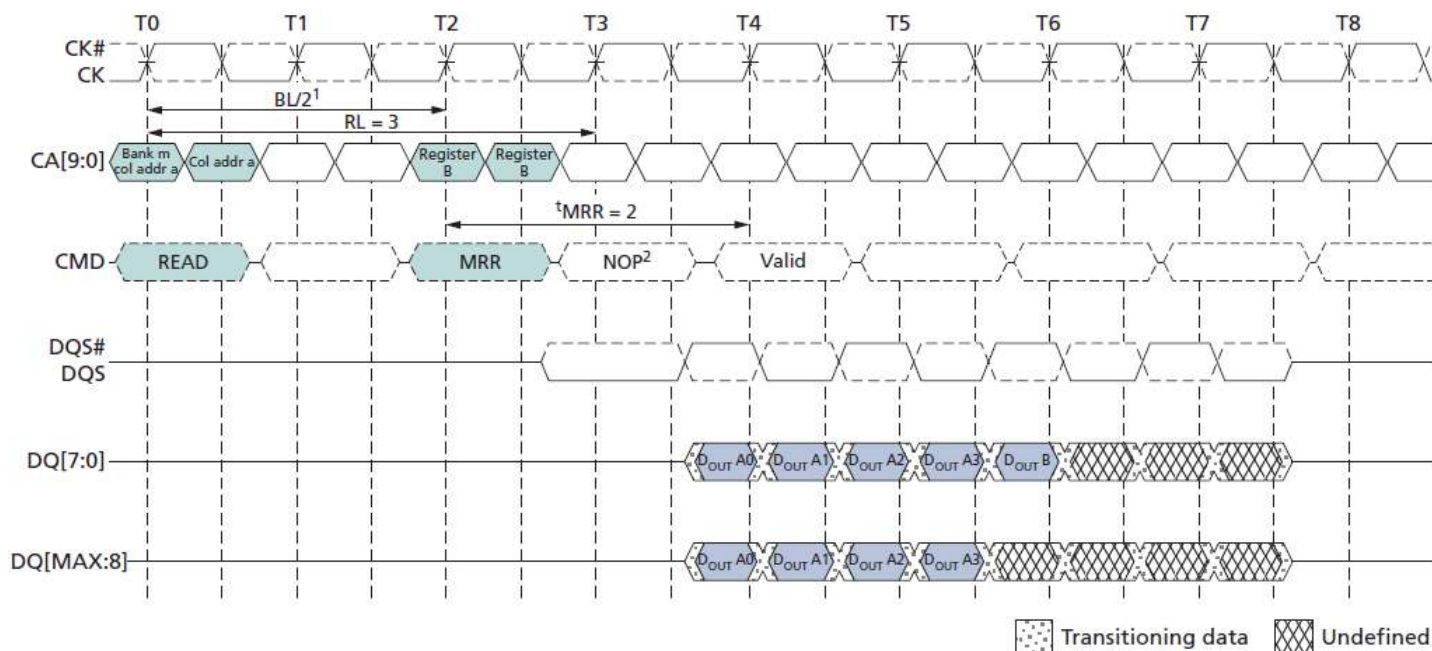 T0 T1 T2 T3 T4 T5 T6 T7 T8
CK#
CK
BL/2¹
RL = 3
CA[9:0] Bank m col addr a Col addr a Register B Register B
ᵗMRR = 2
CMD READ MRR NOP² Valid
DQS#
DQS
DQ[7:0] DOUT A0 DOUT A1 DOUT A2 DOUT A3 DOUT B
DQ[MAX:8] DOUT A0 DOUT A1 DOUT A2 DOUT A3
Transitioning data Undefined